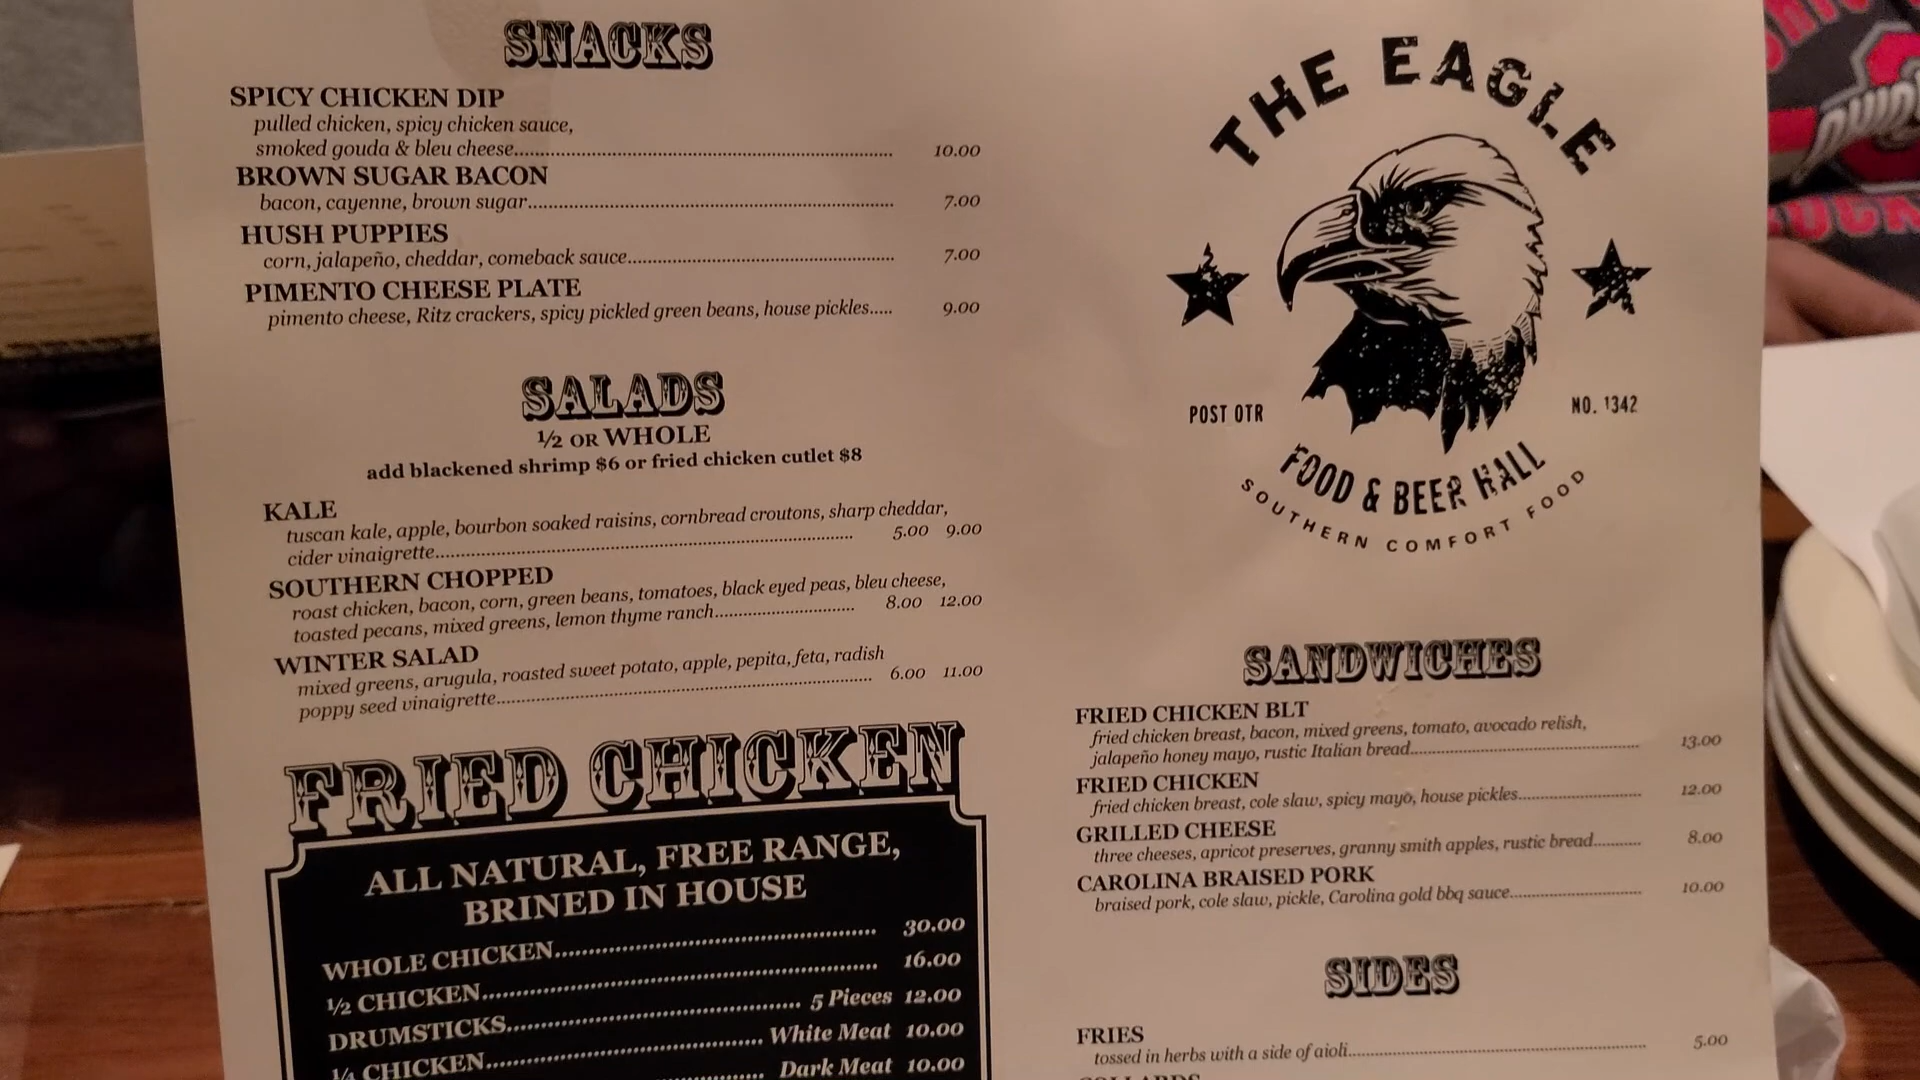 SNACKS
SPICY CHICKEN DIP
pulled chicken, spicy chicken sauce,
smoked gouda & bleu cheese.......... 10.00
BROWN SUGAR BACON
bacon, cayenne, brown sugar.......... 7.00
HUSH PUPPIES
corn, jalapeño, cheddar, comeback sauce.......... 7.00
PIMENTO CHEESE PLATE
pimento cheese, Ritz crackers, spicy pickled green beans, house pickles..... 9.00
SALADS
½ OR WHOLE
add blackened shrimp $6 or fried chicken cutlet $8
KALE
tuscan kale, apple, bourbon soaked raisins, cornbread croutons, sharp cheddar,
cider vinaigrette.......... 5.00 9.00
SOUTHERN CHOPPED
roast chicken, bacon, corn, green beans, tomatoes, black eyed peas, bleu cheese,
toasted pecans, mixed greens, lemon thyme ranch.......... 8.00 12.00
WINTER SALAD
mixed greens, arugula, roasted sweet potato, apple, pepita, feta, radish
poppy seed vinaigrette.......... 6.00 11.00
FRIED CHICKEN
ALL NATURAL, FREE RANGE,
BRINED IN HOUSE
WHOLE CHICKEN.......... 30.00
½ CHICKEN.......... 16.00
DRUMSTICKS.......... 5 Pieces 12.00
¼ CHICKEN.......... White Meat 10.00
.......... Dark Meat 10.00
THE EAGLE
POST OTR
NO. 1342
FOOD & BEER HALL
SOUTHERN COMFORT FOOD
SANDWICHES
FRIED CHICKEN BLT
fried chicken breast, bacon, mixed greens, tomato, avocado relish,
jalapeño honey mayo, rustic Italian bread.......... 13.00
FRIED CHICKEN
fried chicken breast, cole slaw, spicy mayo, house pickles.......... 12.00
GRILLED CHEESE
three cheeses, apricot preserves, granny smith apples, rustic bread.......... 8.00
CAROLINA BRAISED PORK
braised pork, cole slaw, pickle, Carolina gold bbq sauce.......... 10.00
SIDES
FRIES
tossed in herbs with a side of aioli.......... 5.00